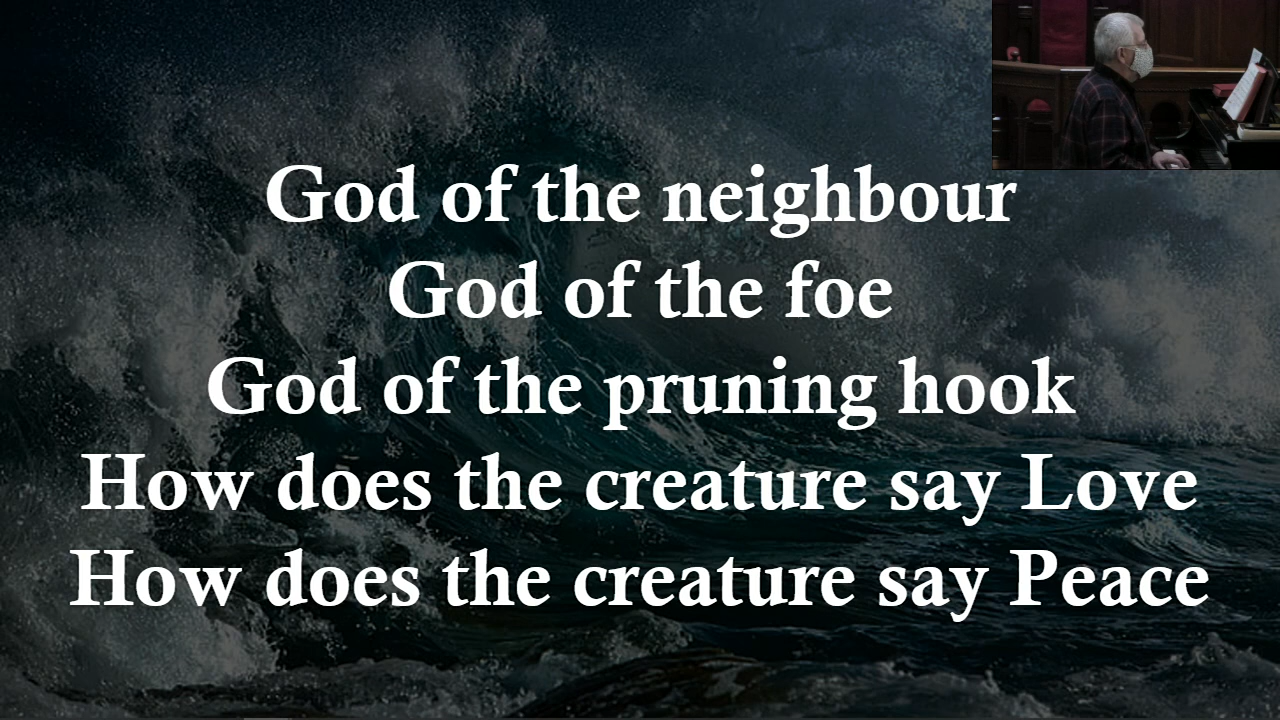 God of the neighbour
God of the foe
God of the pruning hook
How does the creature say Love
How does the creature say Peace